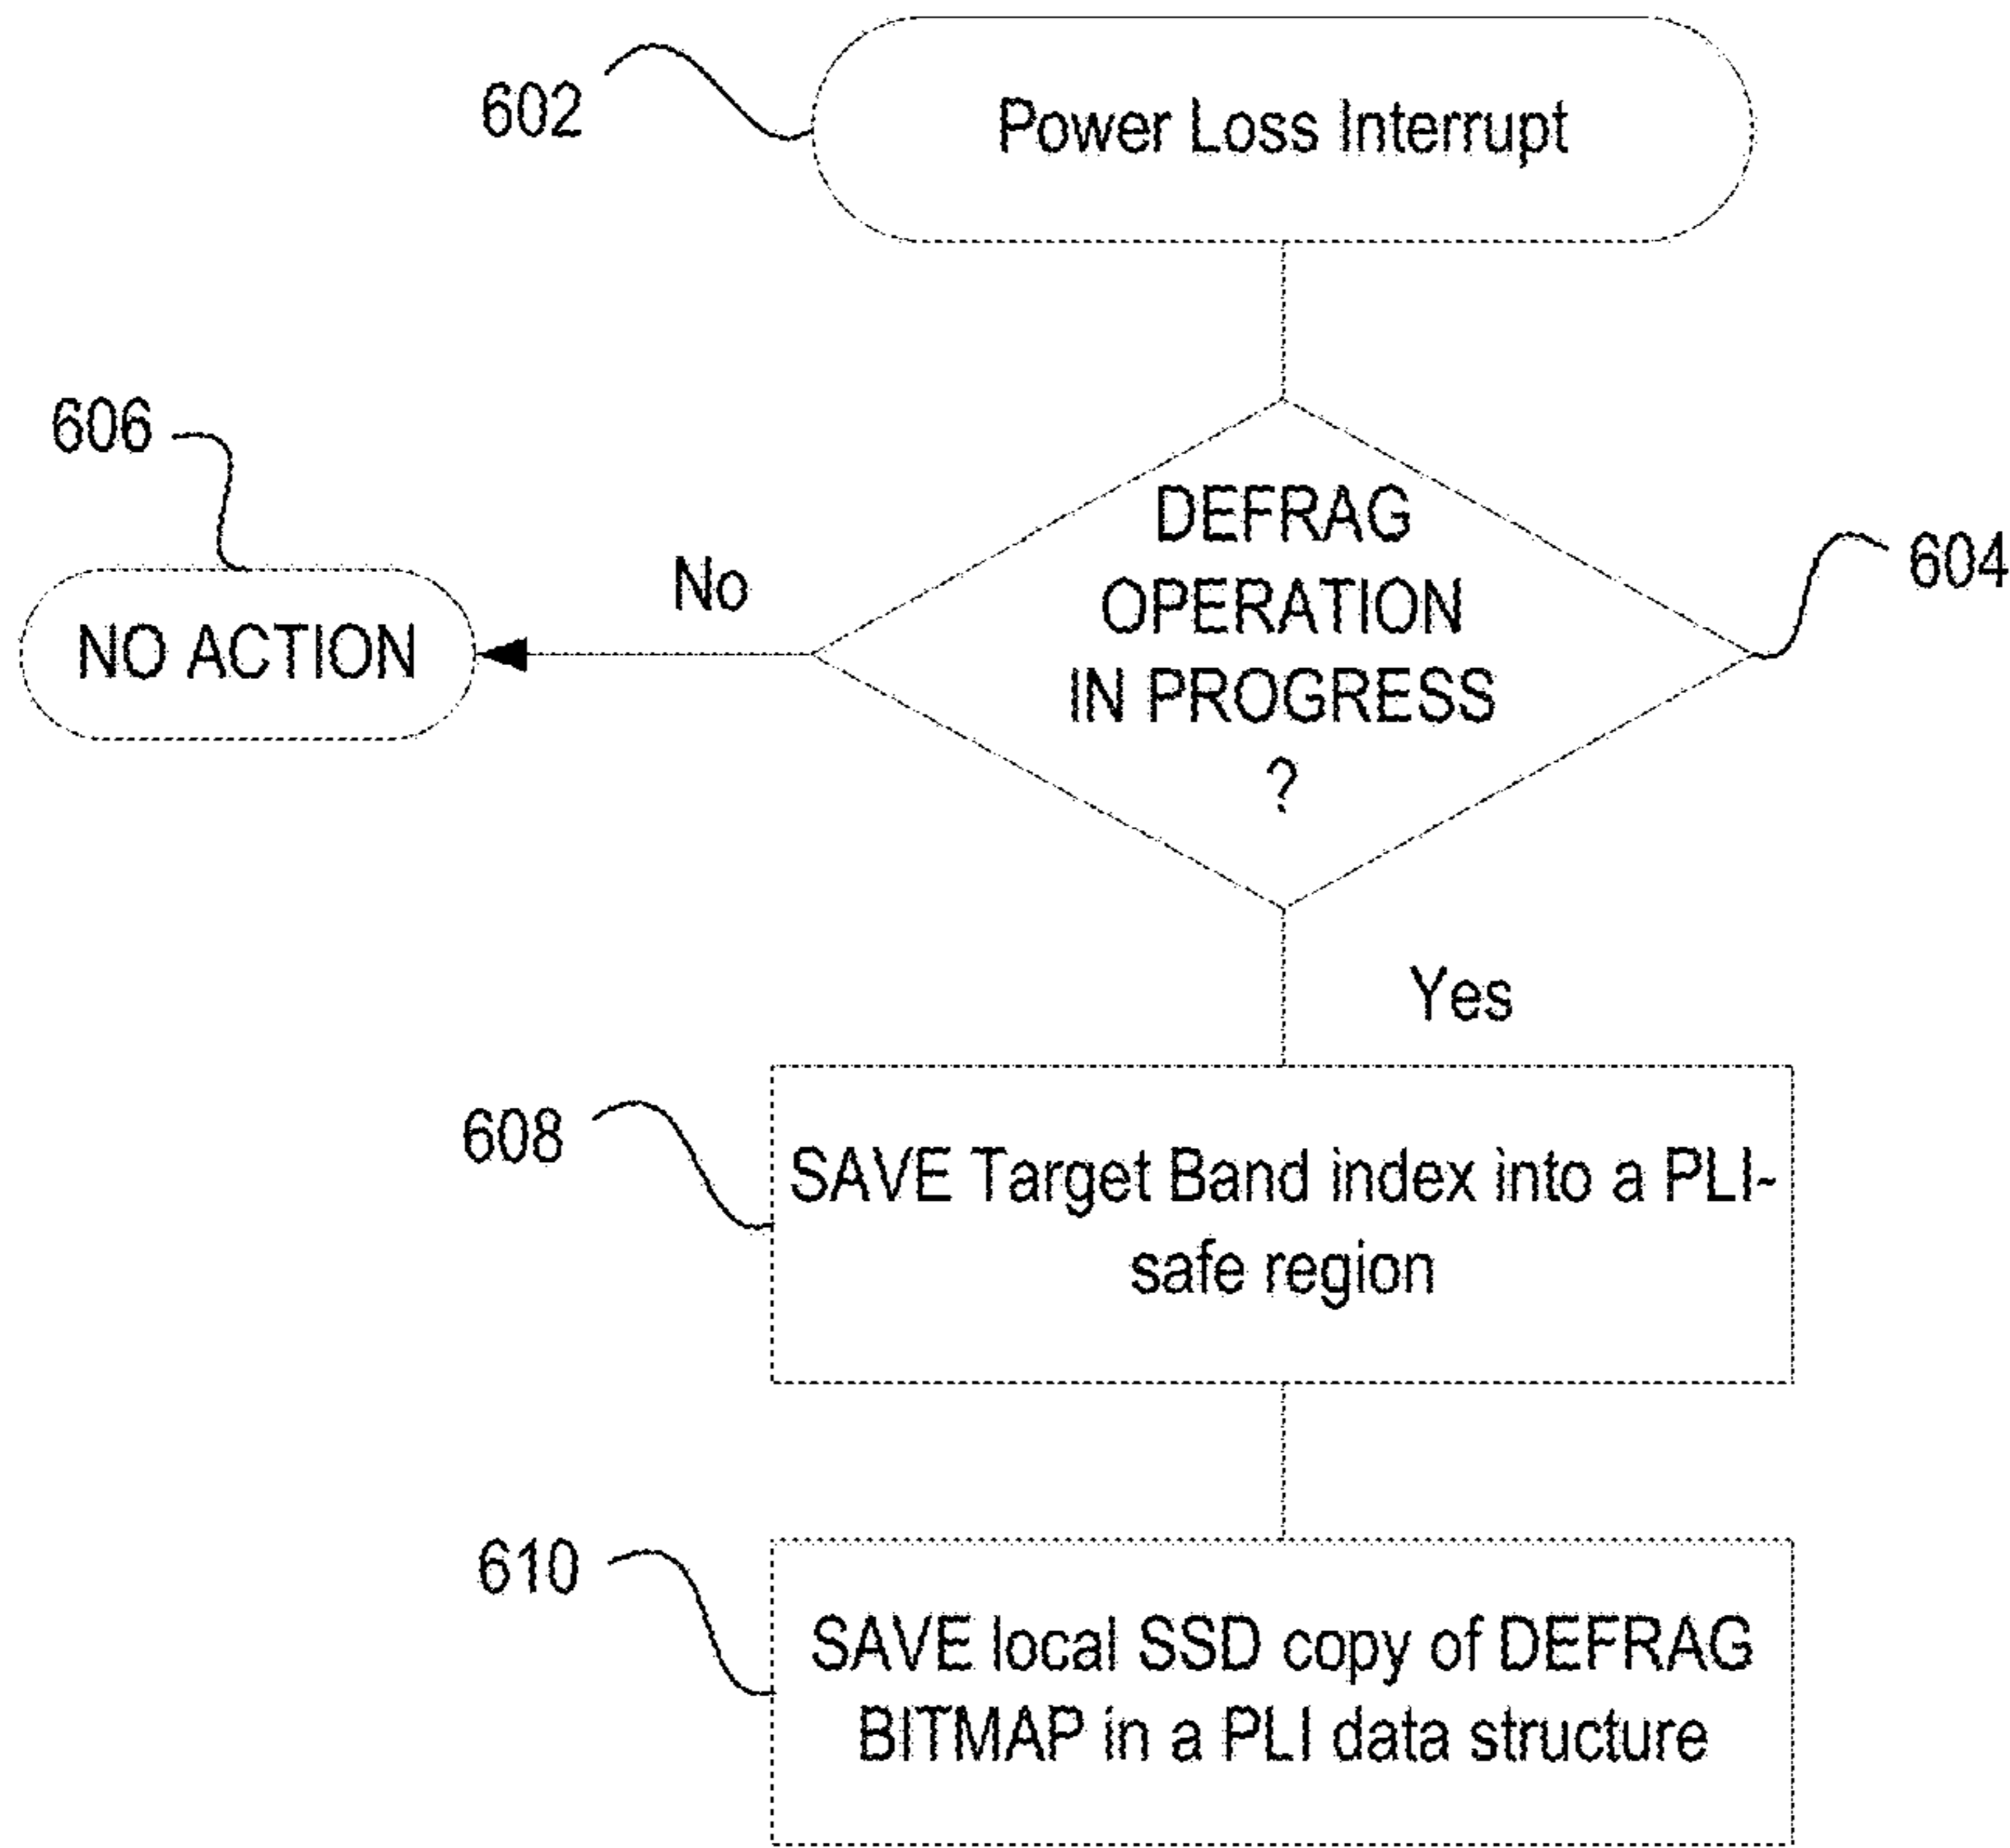 602
Power Loss Interrupt
606
NO ACTION
No
DEFRAG
OPERATION
IN PROGRESS
?
604
Yes
608
SAVE Target Band index into a PLI-
safe region
610
SAVE local SSD copy of DEFRAG
BITMAP in a PLI data structure